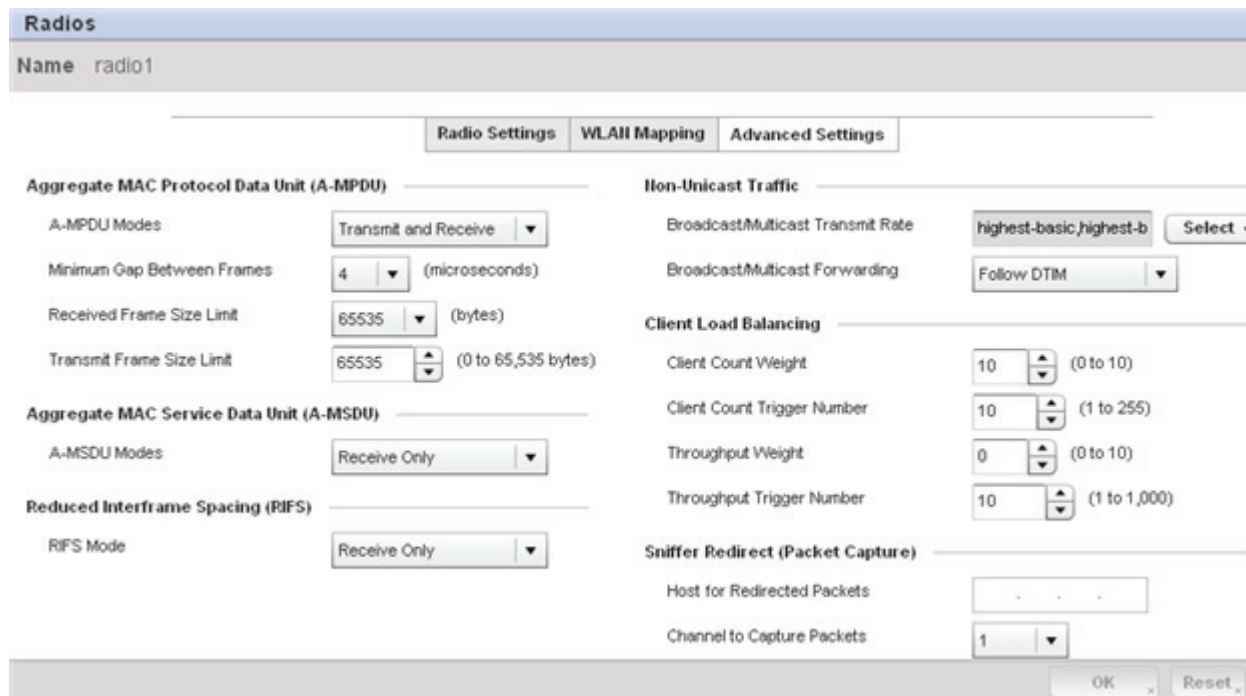 Radios
Name radio1
Radio Settings WLAN Mapping Advanced Settings
Aggregate MAC Protocol Data Unit (A-MPDU)
A-MPDU Modes Transmit and Receive
Minimum Gap Between Frames 4 (microseconds)
Received Frame Size Limit 65535 (bytes)
Transmit Frame Size Limit 65535 (0 to 65,535 bytes)
Aggregate MAC Service Data Unit (A-MSDU)
A-MSDU Modes Receive Only
Reduced Interframe Spacing (RIFS)
RIFS Mode Receive Only
Non-Unicast Traffic
Broadcast/Multicast Transmit Rate highest-basic,highest-b Select
Broadcast/Multicast Forwarding Follow DTIM
Client Load Balancing
Client Count Weight 10 (0 to 10)
Client Count Trigger Number 10 (1 to 255)
Throughput Weight 0 (0 to 10)
Throughput Trigger Number 10 (1 to 1,000)
Sniffer Redirect (Packet Capture)
Host for Redirected Packets . . .
Channel to Capture Packets 1
OK Reset